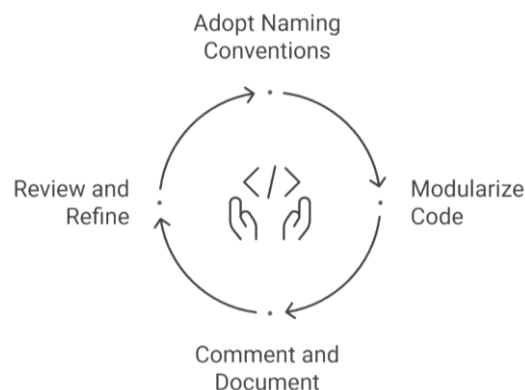 Adopt Naming
Conventions
Modularize
Code
Comment and
Document
Review and
Refine